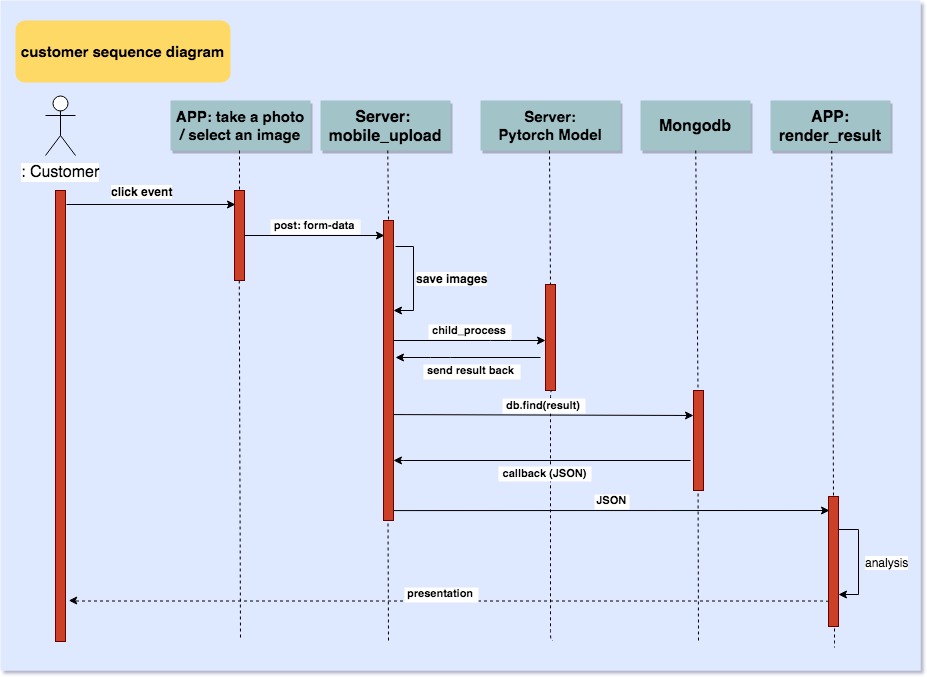 customer sequence diagram
APP: take a photo
/ select an image
Server:
mobile_upload
Server:
Pytorch Model
Mongodb
APP:
render_result
: Customer
click event
post: form-data
save images
child_process
send result back
db.find(result)
callback (JSON)
JSON
analysis
presentation